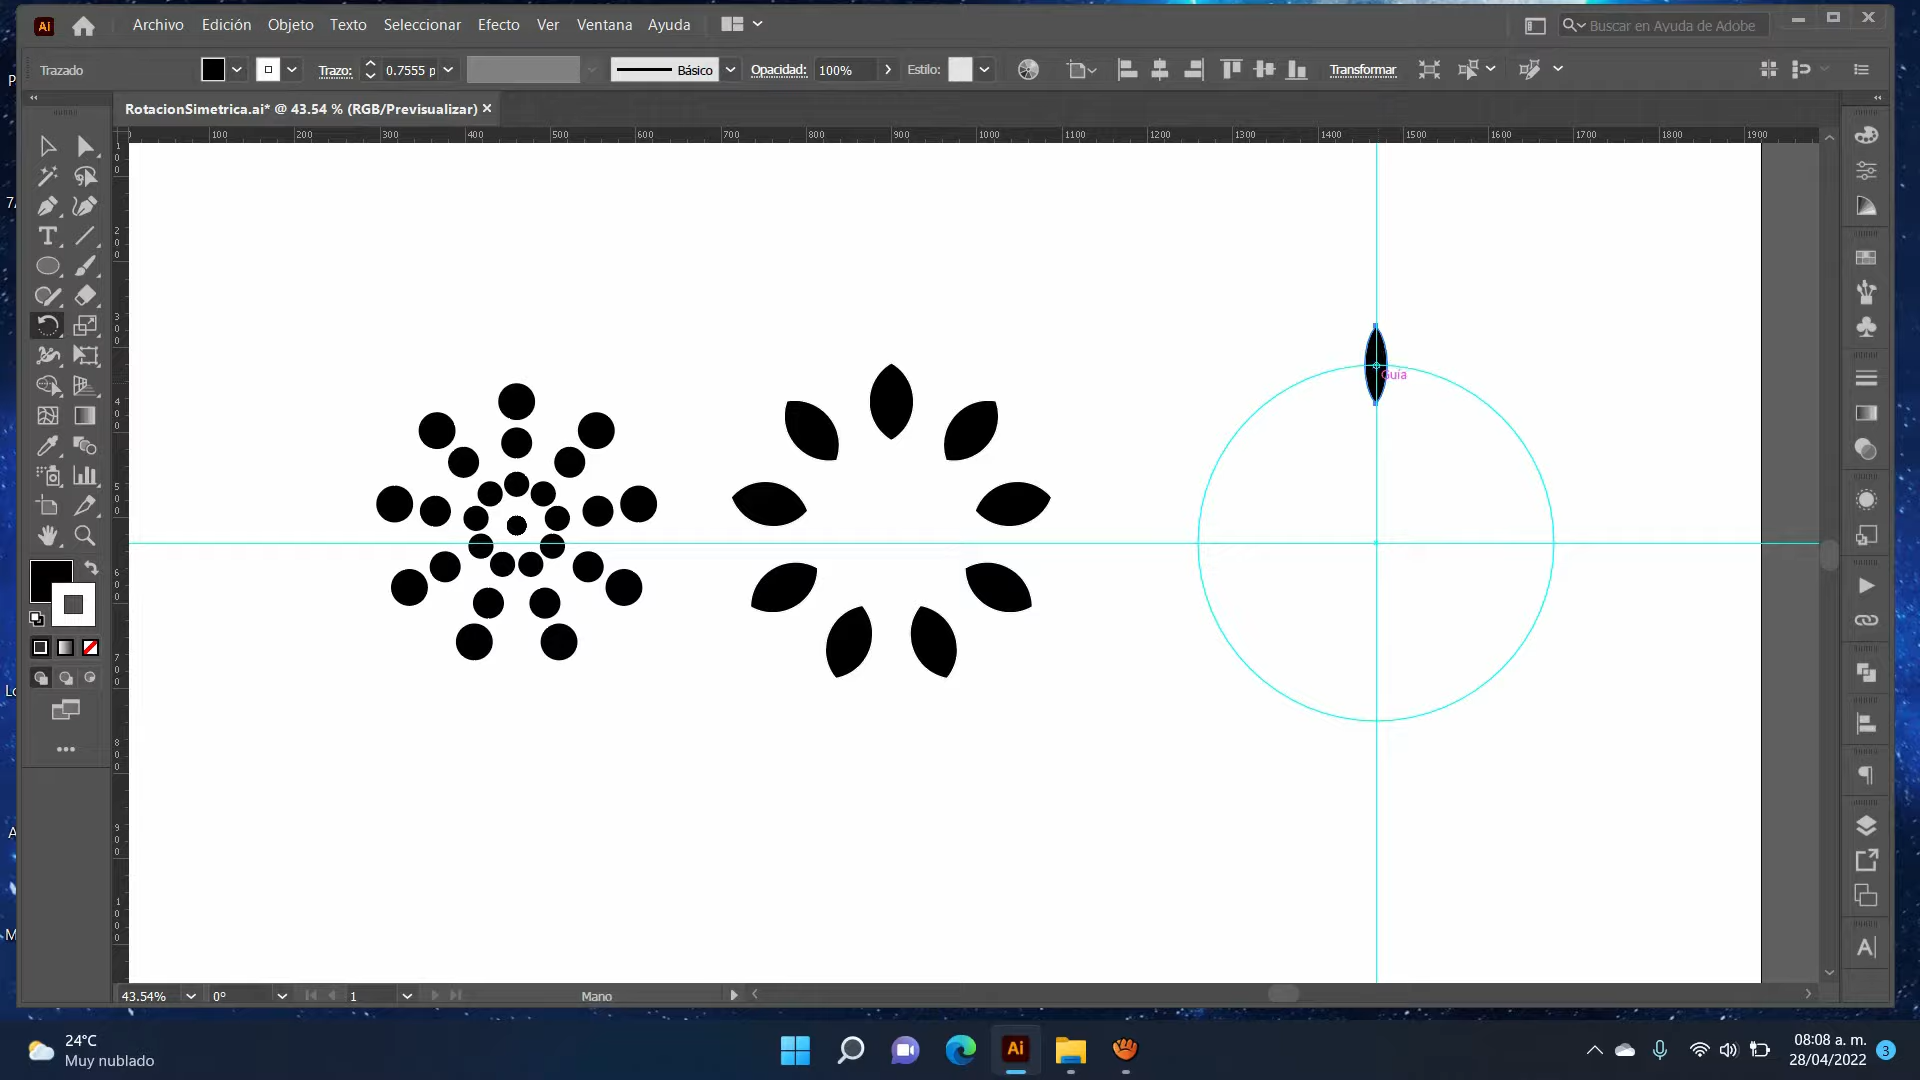 Ai Archivo Edición Objeto Texto Seleccionar Efecto Ver Ventana Ayuda Buscar en Ayuda de Adobe
Trazado Trazo: 0.7555 p Básico Opacidad: 100% Estilo: Transformar
RotacionSimetrica.ai* @ 43.54 % (RGB/Previsualizar)
100 200 300 400 500 600 700 800 900 1000 1100 1200 1300 1400 1500 1600 1700 1800 1900
Guía
43.54% 0° 1 Mano
24°C
Muy nublado
Ai
08:08 a. m.
28/04/2022
3